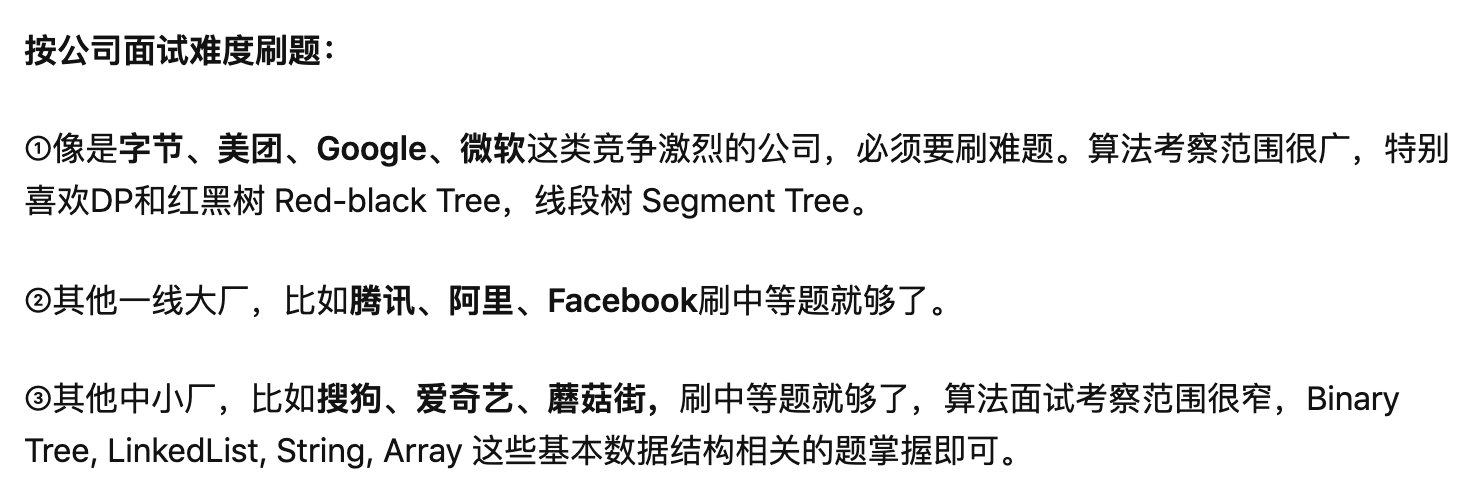 按公司面试难度刷题：
①像是字节、美团、Google、微软这类竞争激烈的公司，必须要刷难题。算法考察范围很广，特别
喜欢DP和红黑树 Red-black Tree，线段树 Segment Tree。
②其他一线大厂，比如腾讯、阿里、Facebook刷中等题就够了。
③其他中小厂，比如搜狗、爱奇艺、蘑菇街，刷中等题就够了，算法面试考察范围很窄，Binary
Tree, LinkedList, String, Array 这些基本数据结构相关的题掌握即可。